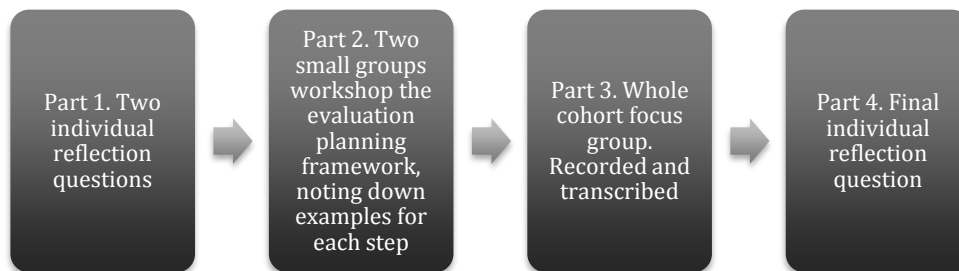 Part 1. Two
individual
reflection
questions
Part 2. Two
small groups
workshop the
evaluation
planning
framework,
noting down
examples for
each step
Part 3. Whole
cohort focus
group.
Recorded and
transcribed
Part 4. Final
individual
reflection
question